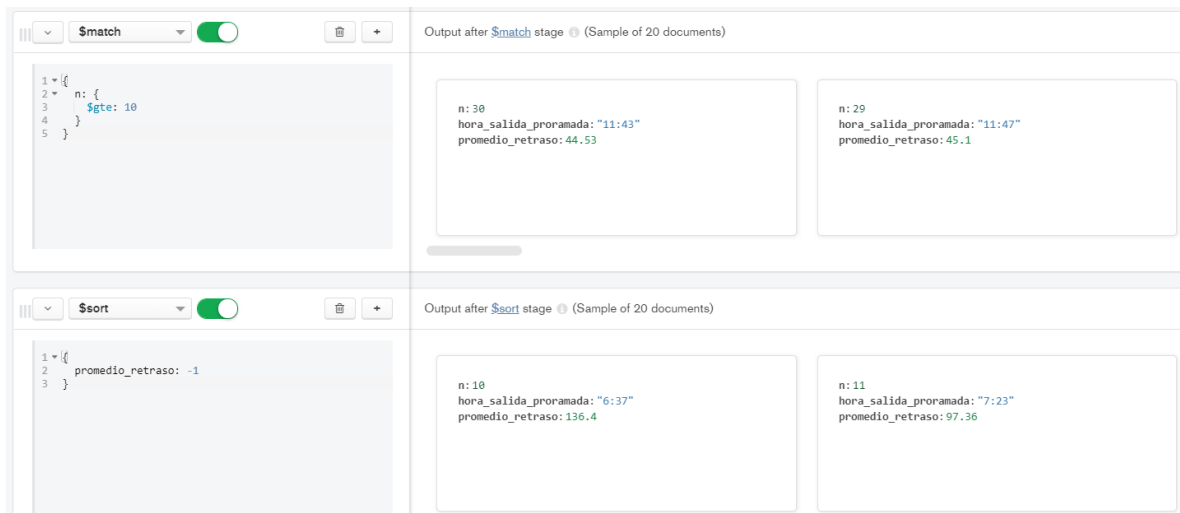 $match
Output after $match stage (Sample of 20 documents)
1 {
2 n: {
3 $gte: 10
4 }
5 }
n:30
hora_salida_proramada:"11:43"
promedio_retraso:44.53
n:29
hora_salida_proramada:"11:47"
promedio_retraso:45.1
$sort
Output after $sort stage (Sample of 20 documents)
1 {
2 promedio_retraso: -1
3 }
n:10
hora_salida_proramada:"6:37"
promedio_retraso:136.4
n:11
hora_salida_proramada:"7:23"
promedio_retraso:97.36